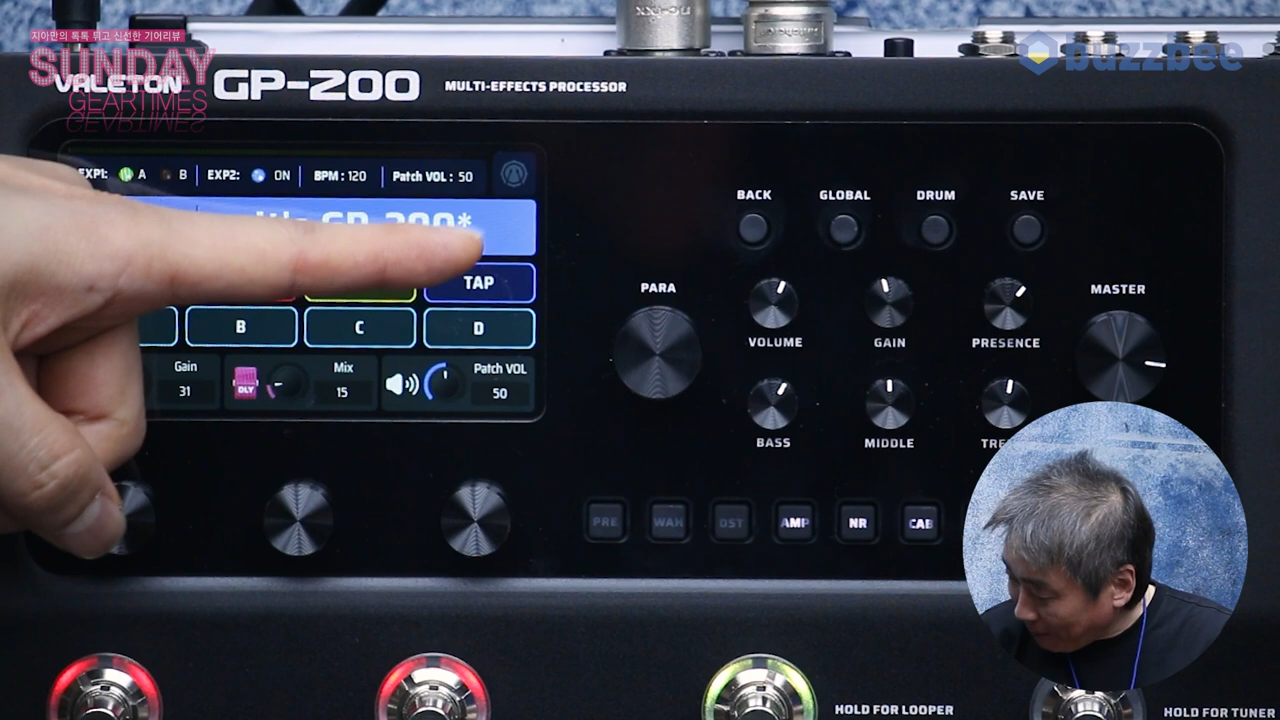 지아만의 톡톡 튀고 신선한 기어리뷰
SUNDAY
GEARTIMES
VALETON GP-200 MULTI-EFFECTS PROCESSOR
buzzbee
EXP1: A B EXP2: ON BPM : 120 Patch VOL : 50
GP-200*
TAP
B C D
Gain
31
DLY
Mix
15
Patch VOL
50
BACK GLOBAL DRUM SAVE
PARA
MASTER
VOLUME GAIN PRESENCE
BASS MIDDLE
PRE WAH DST AMP NR CAB
HOLD FOR LOOPER
HOLD FOR TUNER